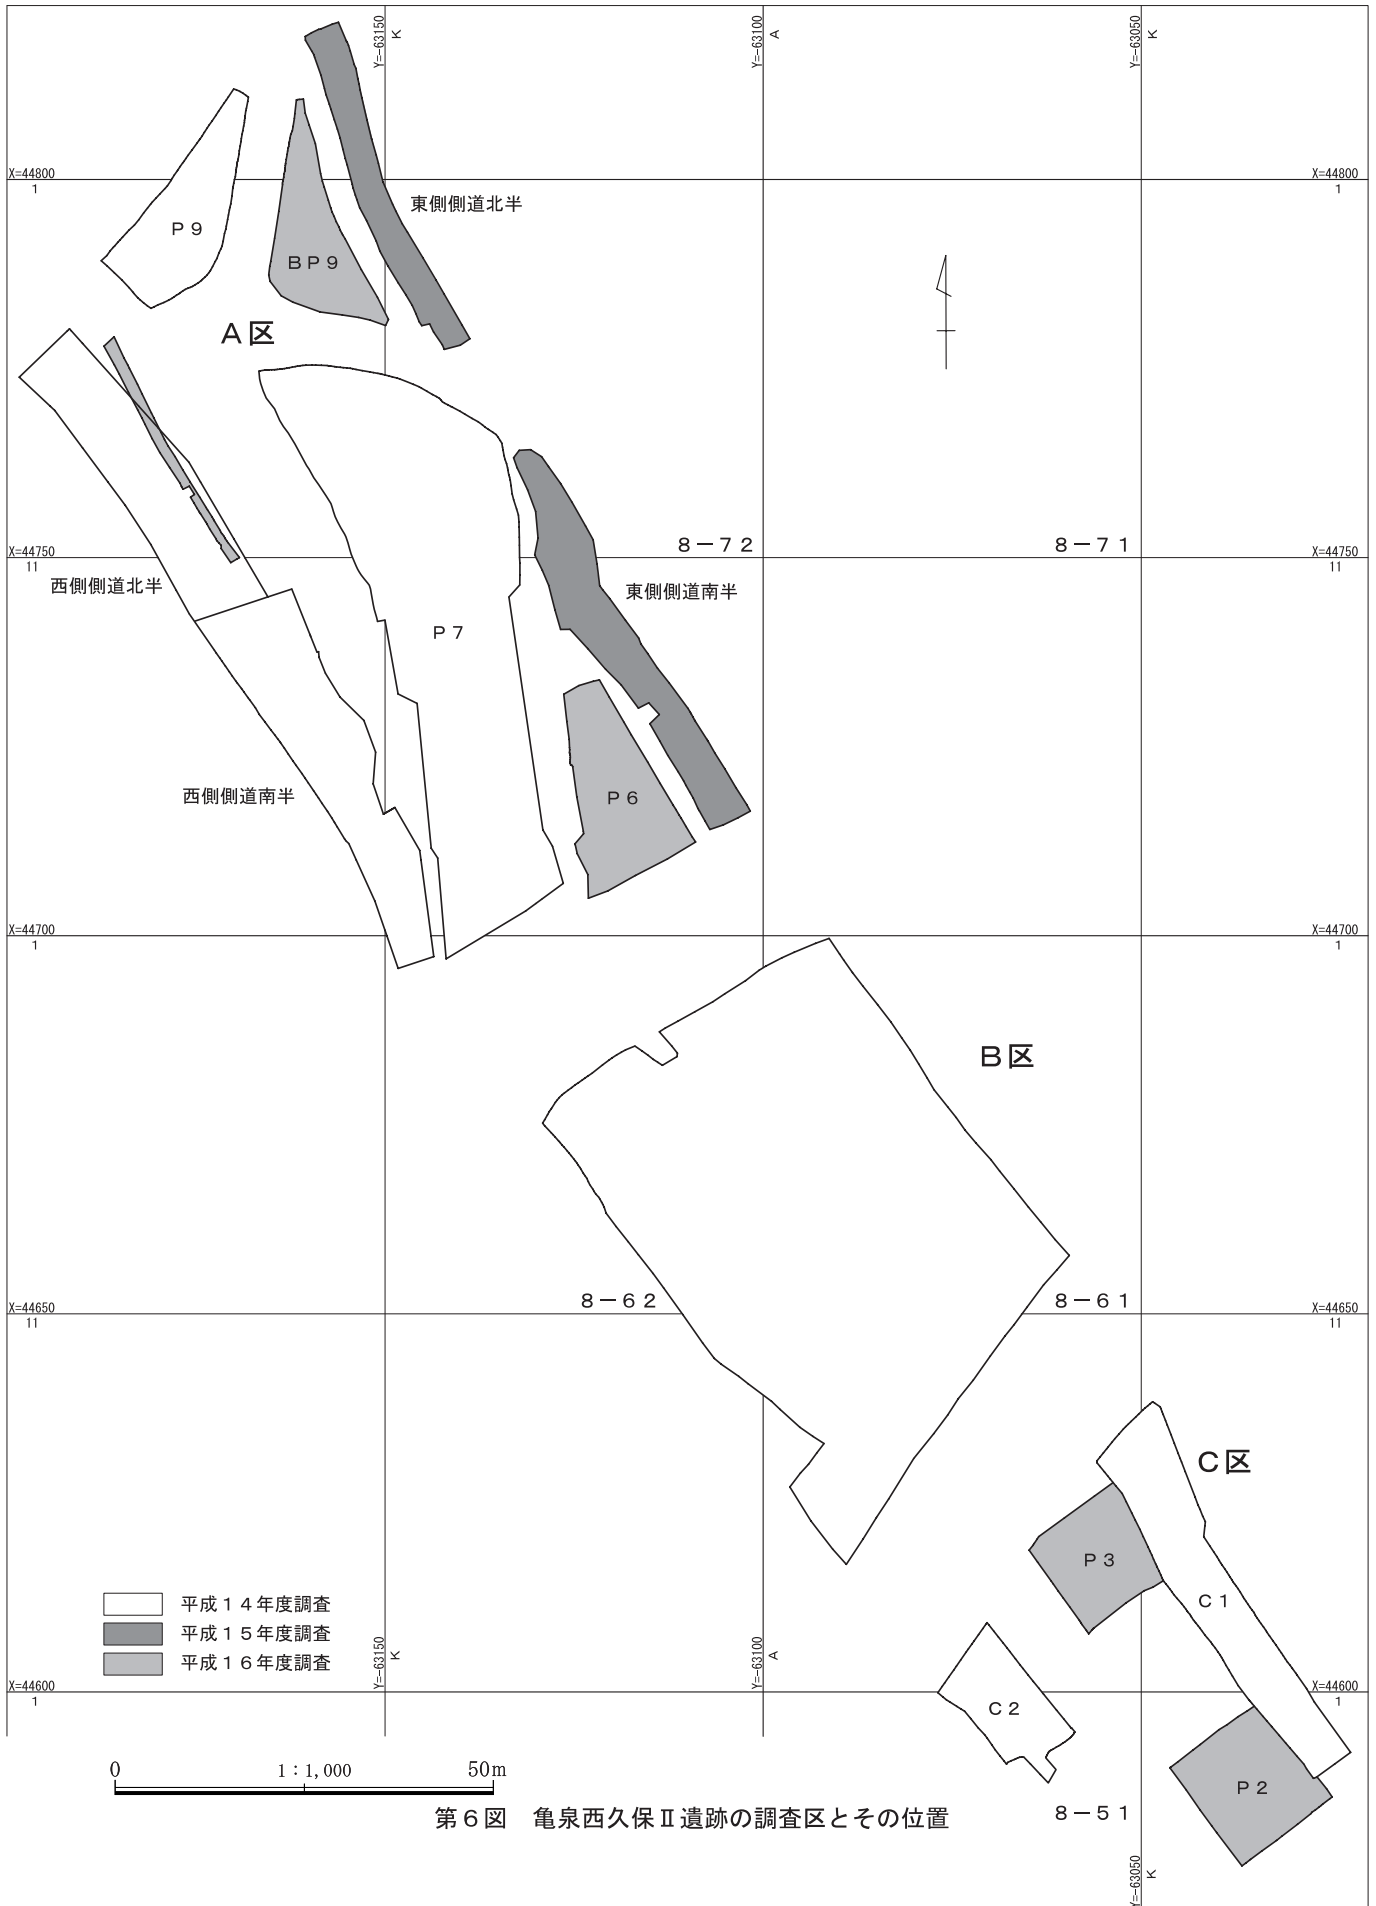 Y=-63150
K
Y=-63100
A
Y=-63050
K
X=44800
1
X=44800
1
P9
BP9
東側側道北半
A区
8-72
8-71
X=44750
11
X=44750
11
西側側道北半
東側側道南半
P7
西側側道南半
P6
X=44700
1
X=44700
1
B区
8-62
8-61
X=44650
11
X=44650
11
C区
P3
C1
平成14年度調査
平成15年度調査
平成16年度調査
Y=-63150
K
Y=-63100
A
X=44600
1
X=44600
1
C2
P2
0
1:1,000
50m
8-51
第6図　亀泉西久保Ⅱ遺跡の調査区とその位置
Y=-63050
K